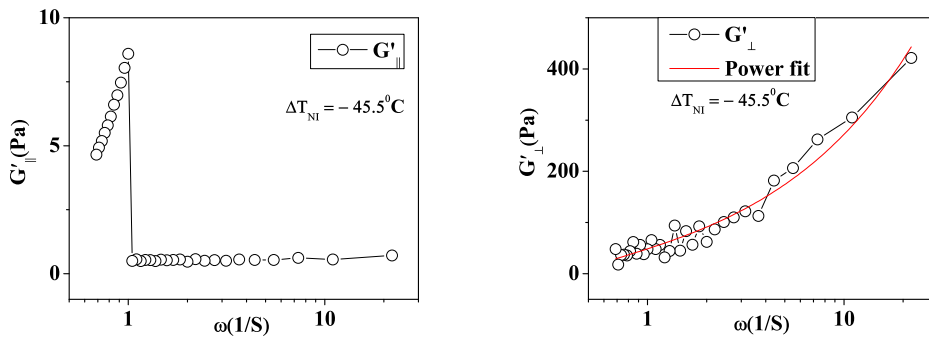 10
5
0
G'∥(Pa)
1
10
ω(1/S)
G'∥
ΔT_NI = − 45.5⁰C
400
200
0
G'⊥(Pa)
1
10
ω(1/S)
G'⊥
Power fit
ΔT_NI = − 45.5⁰C